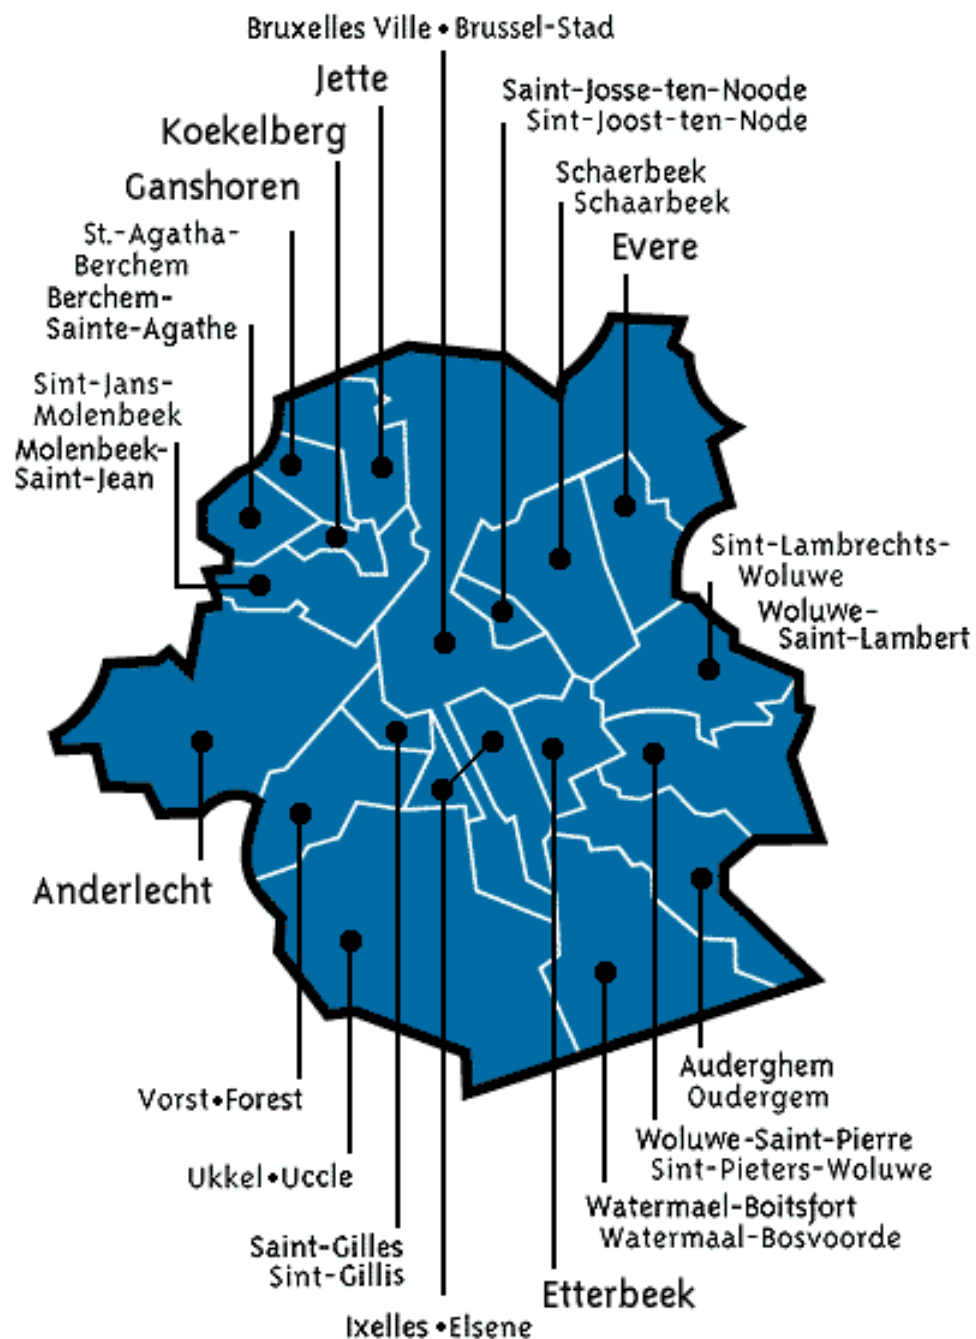 Bruxelles Ville • Brussel-Stad
Jette
Saint-Josse-ten-Noode
Sint-Joost-ten-Node
Koekelberg
Schaerbeek
Schaarbeek
Ganshoren
Evere
St.-Agatha-
Berchem
Berchem-
Sainte-Agathe
Sint-Jans-
Molenbeek
Molenbeek-
Saint-Jean
Sint-Lambrechts-
Woluwe
Woluwe-
Saint-Lambert
Anderlecht
Vorst•Forest
Ukkel•Uccle
Saint-Gilles
Sint-Gillis
Ixelles •Elsene
Etterbeek
Auderghem
Oudergem
Woluwe-Saint-Pierre
Sint-Pieters-Woluwe
Watermael-Boitsfort
Watermaal-Bosvoorde